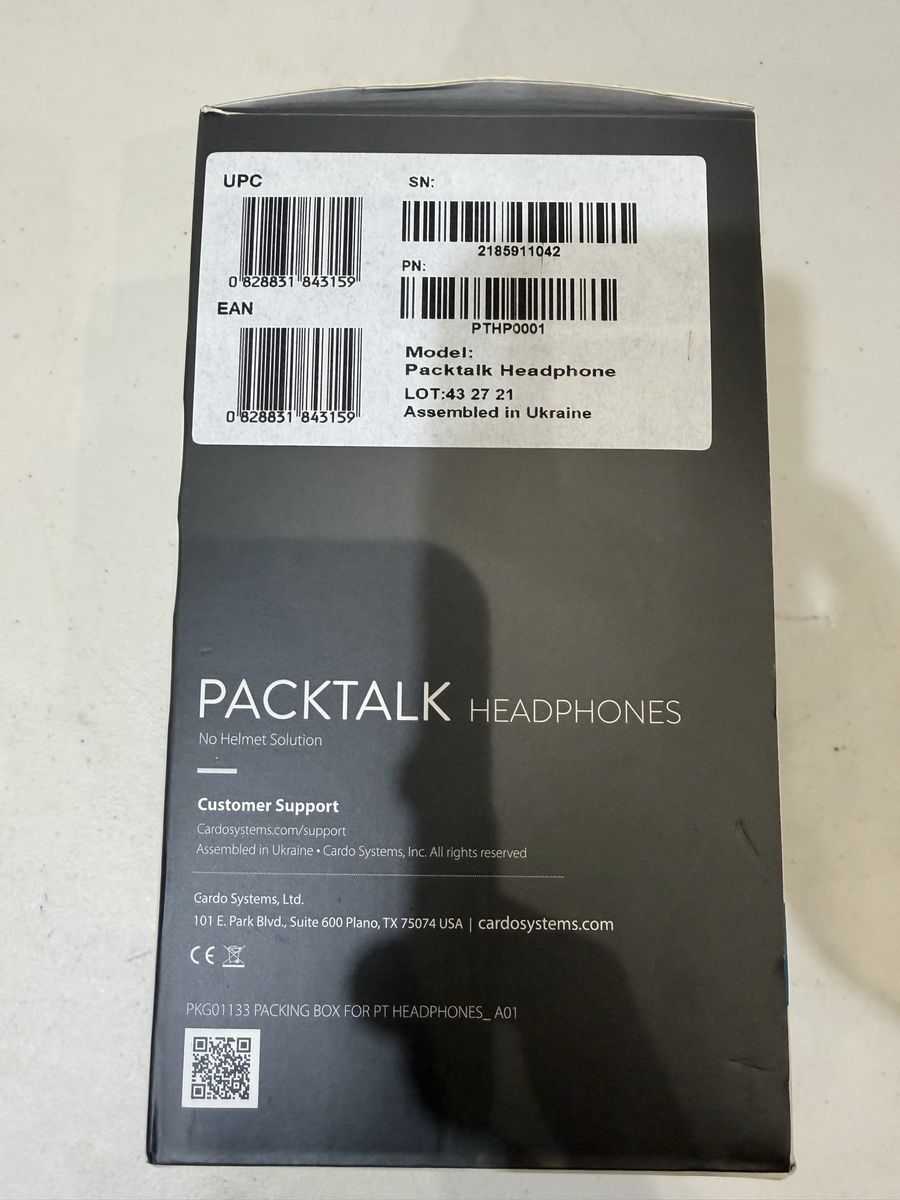 UPC
0 828831 843159
EAN
0 828831 843159
SN:
2185911042
PN:
PTHP0001
Model:
Packtalk Headphone
LOT:43 27 21
Assembled in Ukraine
PACKTALK HEADPHONES
No Helmet Solution
Customer Support
Cardosystems.com/support
Assembled in Ukraine • Cardo Systems, Inc. All rights reserved
Cardo Systems, Ltd.
101 E. Park Blvd., Suite 600 Plano, TX 75074 USA | cardosystems.com
CE
PKG01133 PACKING BOX FOR PT HEADPHONES_ A01